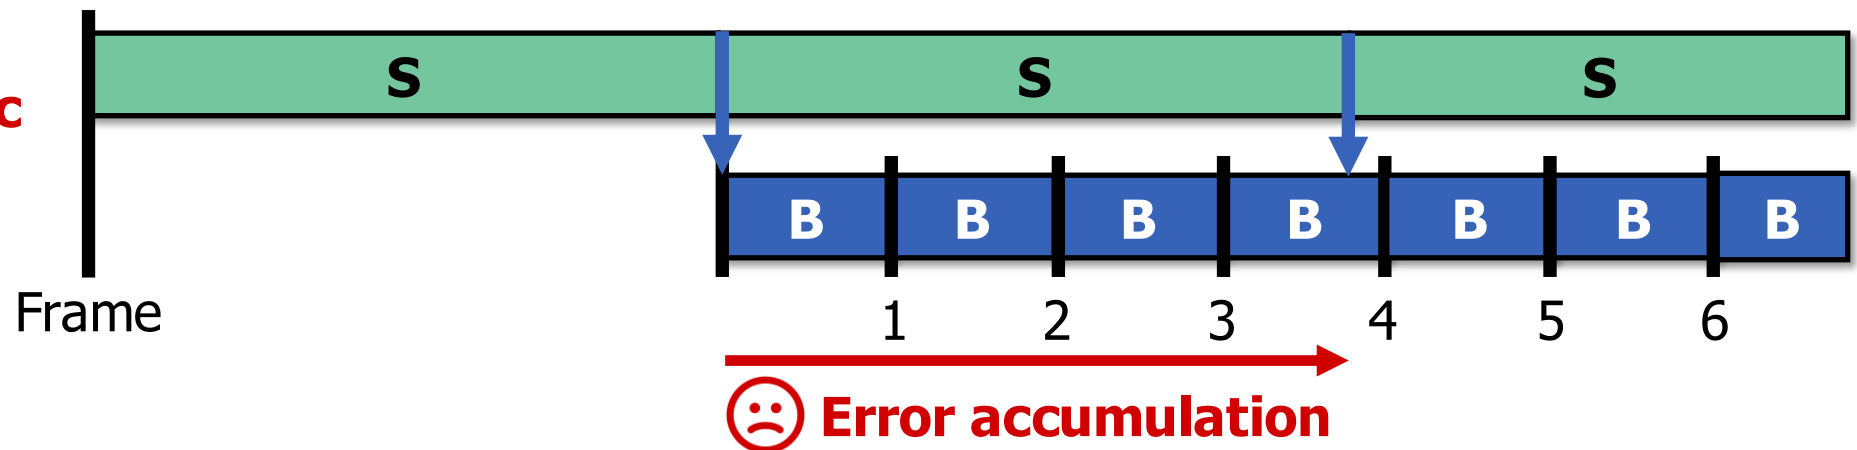 S S S
c
B B B B B B B
Frame 1 2 3 4 5 6
Error accumulation